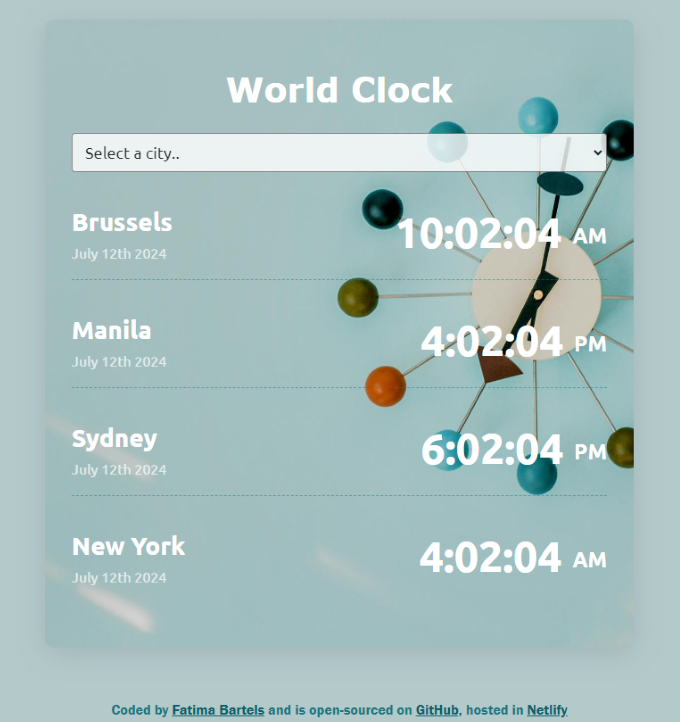 World Clock
Select a city..
Brussels
10:02:04 AM
July 12th 2024
Manila
4:02:04 PM
July 12th 2024
Sydney
6:02:04 PM
July 12th 2024
New York
4:02:04 AM
July 12th 2024
Coded by Fatima Bartels and is open-sourced on GitHub, hosted in Netlify